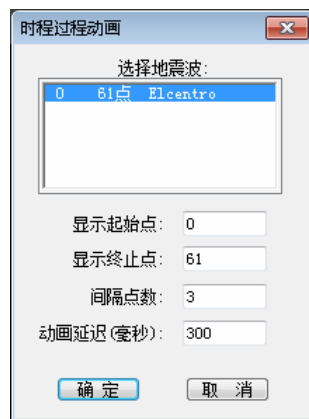 时程过程动画
选择地震波:
0 61点 Elcentro
显示起始点: 0
显示终止点: 61
间隔点数: 3
动画延迟(毫秒): 300
确 定 取 消